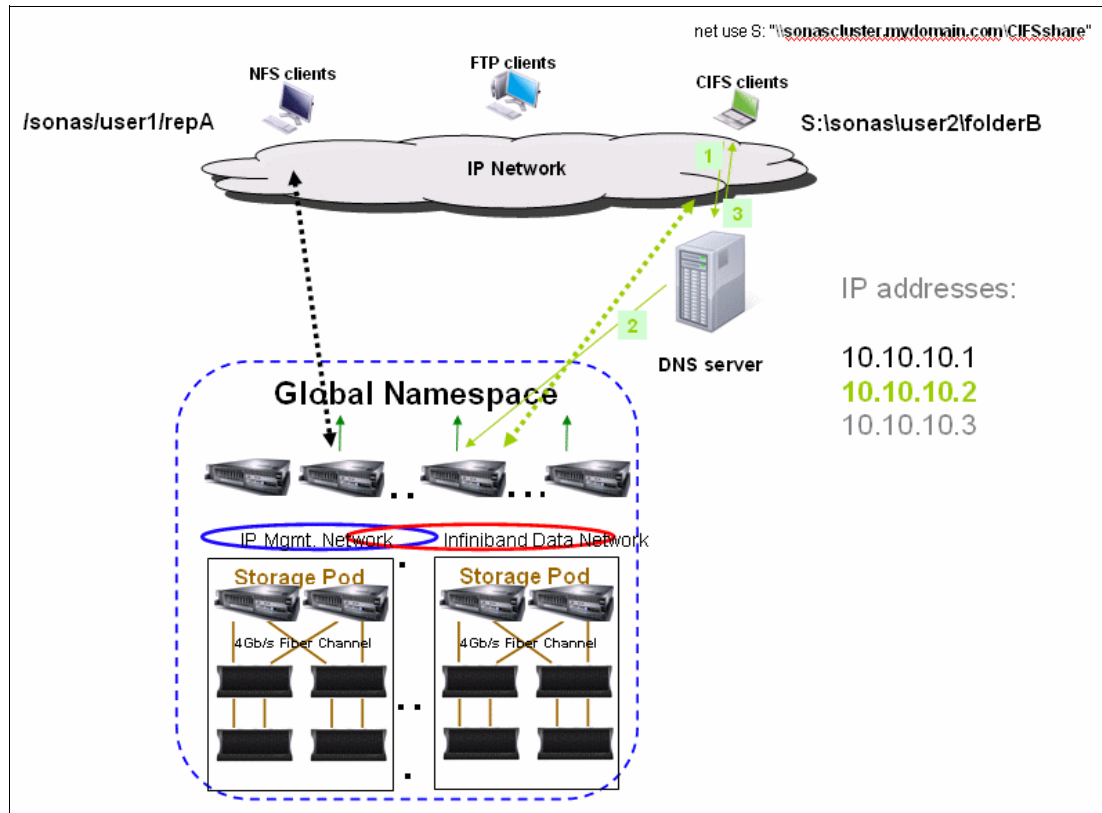 net use S: "\\sonascluster.mydomain.com\CIFSshare"
NFS clients
FTP clients
CIFS clients
/sonas/user1/repA
S:\sonas\user2\folderB
IP Network
1
3
2
DNS server
IP addresses:
10.10.10.1
10.10.10.2
10.10.10.3
Global Namespace
IP Mgmt. Network
Infiniband Data Network
Storage Pod
4Gb/s Fiber Channel
Storage Pod
4Gb/s Fiber Channel